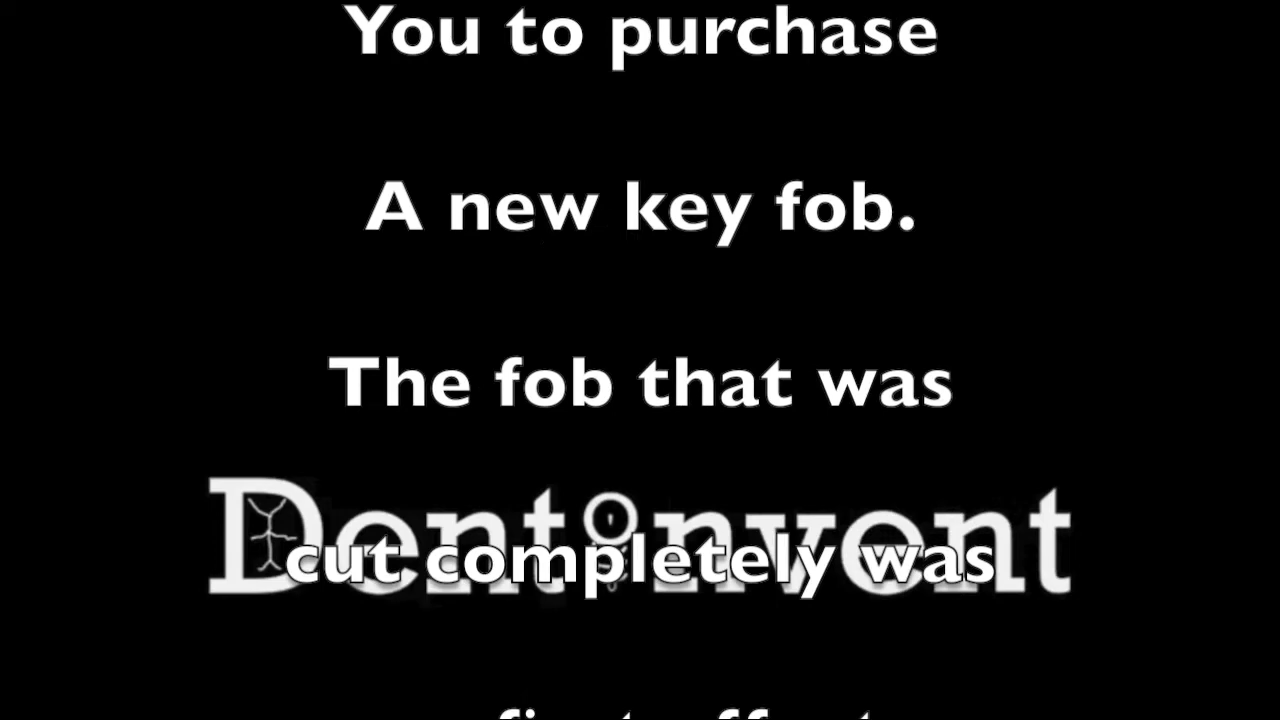 You to purchase
A new key fob.
The fob that was
Dentinvent
cut completely was